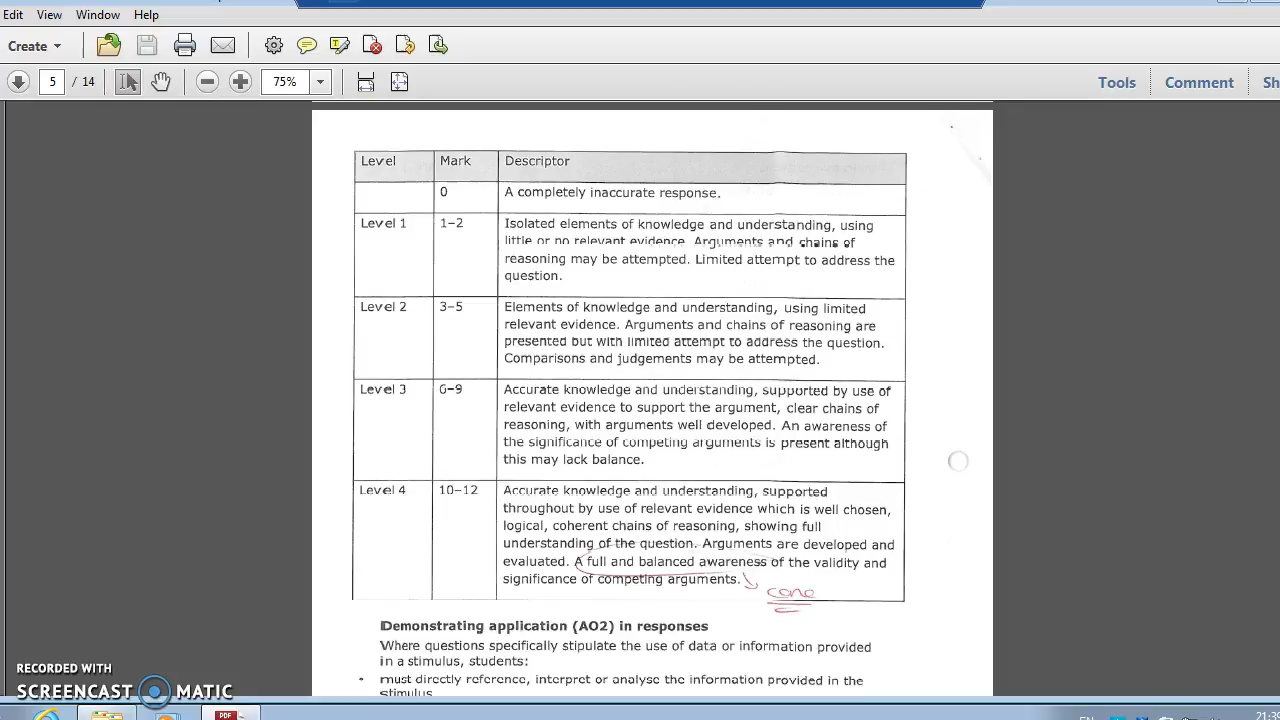 Edit View Window Help
Create
5 / 14 75% Tools Comment Sh
Level Mark Descriptor
0 A completely inaccurate response.
Level 1 1–2 Isolated elements of knowledge and understanding, using
little or no relevant evidence. Arguments and chains of
reasoning may be attempted. Limited attempt to address the
question.
Level 2 3–5 Elements of knowledge and understanding, using limited
relevant evidence. Arguments and chains of reasoning are
presented but with limited attempt to address the question.
Comparisons and judgements may be attempted.
Level 3 6–9 Accurate knowledge and understanding, supported by use of
relevant evidence to support the argument, clear chains of
reasoning, with arguments well developed. An awareness of
the significance of competing arguments is present although
this may lack balance.
Level 4 10–12 Accurate knowledge and understanding, supported
throughout by use of relevant evidence which is well chosen,
logical, coherent chains of reasoning, showing full
understanding of the question. Arguments are developed and
evaluated. A full and balanced awareness of the validity and
significance of competing arguments.
Demonstrating application (AO2) in responses
Where questions specifically stipulate the use of data or information provided
in a stimulus, students:
• must directly reference, interpret or analyse the information provided in the
stimulus
RECORDED WITH
SCREENCAST MATIC
PDF
EN